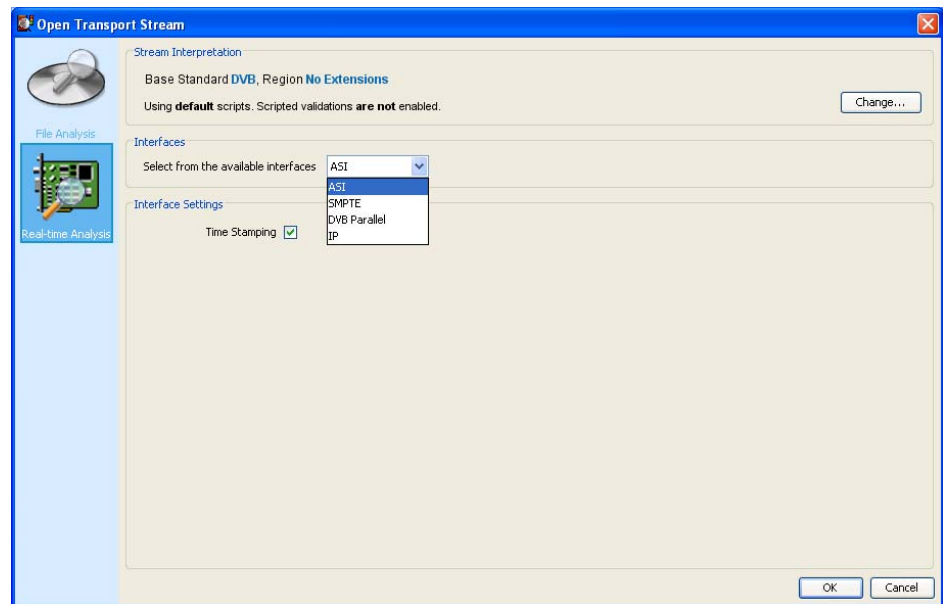 Open Transport Stream
File Analysis
Real-time Analysis
Stream Interpretation
Base Standard DVB, Region No Extensions
Using default scripts. Scripted validations are not enabled.
Change...
Interfaces
Select from the available interfaces ASI
ASI
SMPTE
DVB Parallel
IP
Interface Settings
Time Stamping
OK Cancel